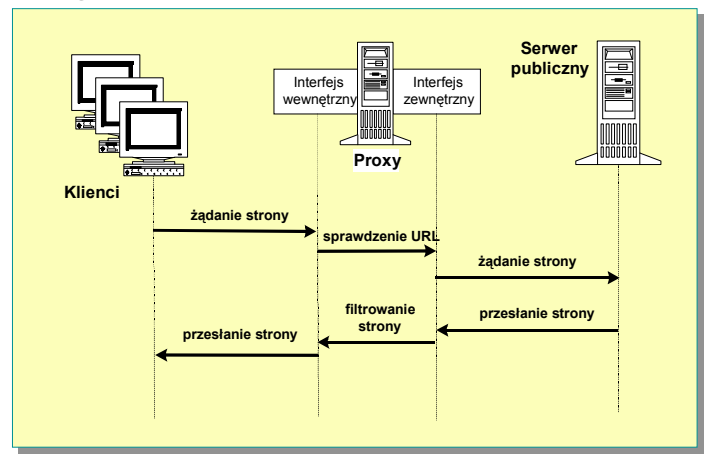 Serwer
publiczny
Interfejs
wewnętrzny
Interfejs
zewnętrzny
Proxy
Klienci
żądanie strony
sprawdzenie URL
żądanie strony
filtrowanie
strony
przesłanie strony
przesłanie strony